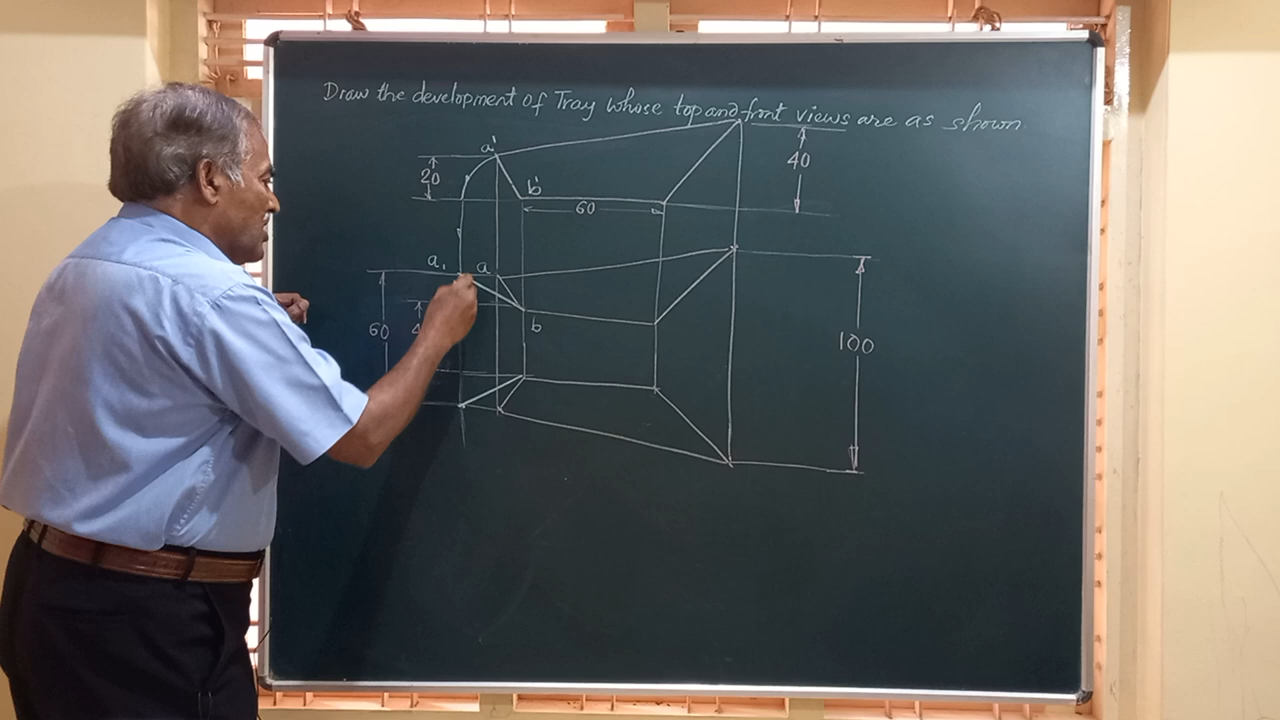 Draw the development of Tray whose top and front views are as shown
a'
20
40
b'
60
a₁ a
60
4
b
100